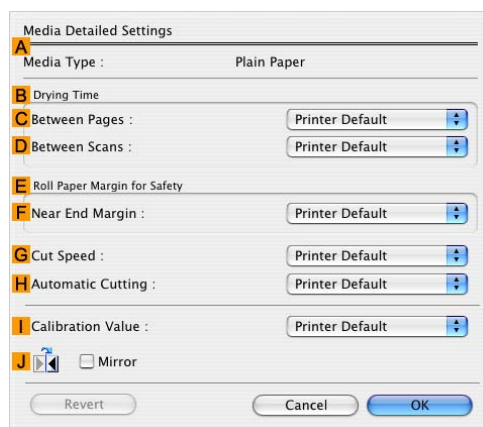 Media Detailed Settings
A
Media Type : Plain Paper
B Drying Time
C Between Pages : Printer Default
D Between Scans : Printer Default
E Roll Paper Margin for Safety
F Near End Margin : Printer Default
G Cut Speed : Printer Default
H Automatic Cutting : Printer Default
I Calibration Value : Printer Default
J Mirror
Revert Cancel OK